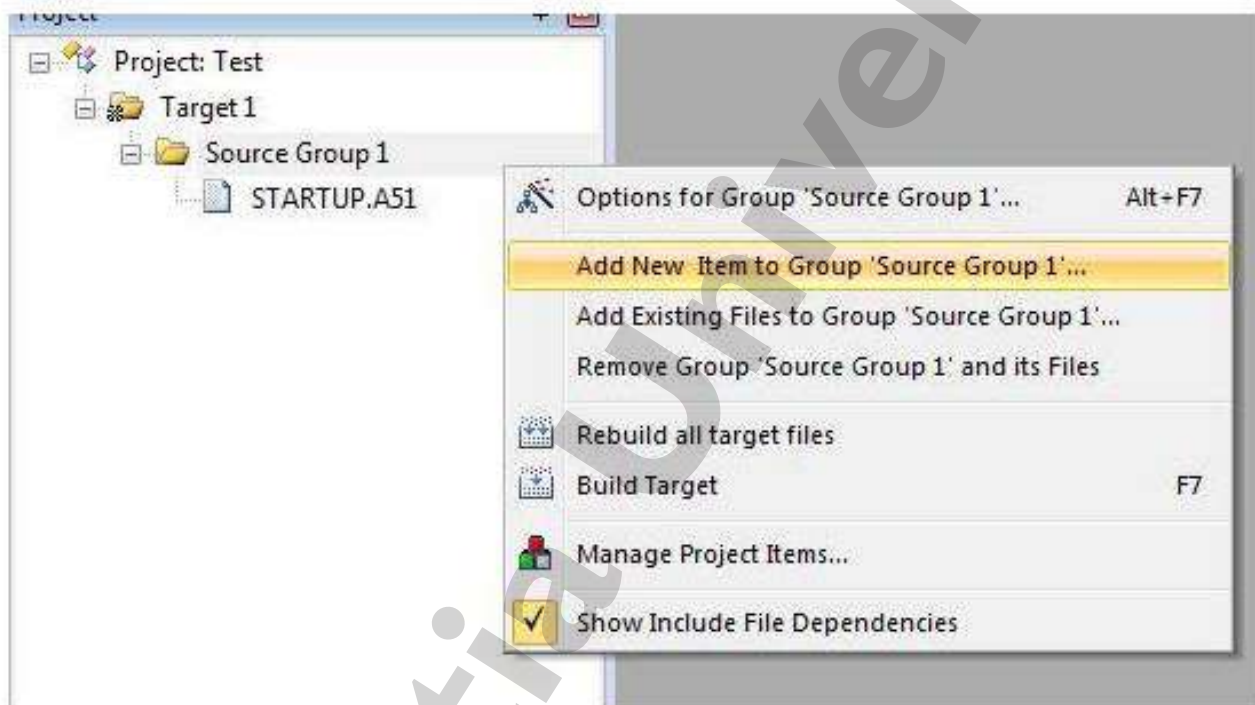 Project
Project: Test
Target 1
Source Group 1
STARTUP.A51
Options for Group 'Source Group 1'... Alt+F7
Add New Item to Group 'Source Group 1'...
Add Existing Files to Group 'Source Group 1'...
Remove Group 'Source Group 1' and its Files
Rebuild all target files
Build Target F7
Manage Project Items...
Show Include File Dependencies